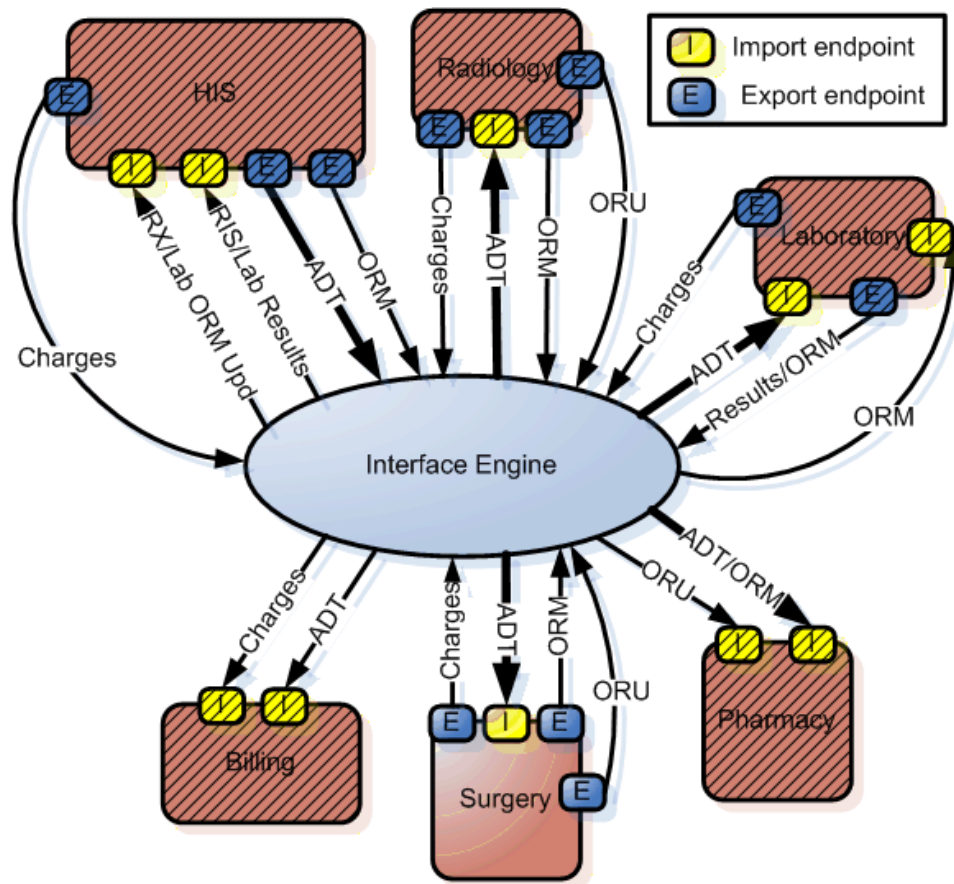 I Import endpoint
E Export endpoint
HIS
E
I
I
E
E
Radiology
E
E
I
E
Laboratory
E
I
I
E
Charges
RX/Lab ORM Upd
RIS/Lab Results
ADT
ORM
Charges
ADT
ORM
ORU
Charges
ADT
Results/ORM
ORM
Interface Engine
Charges
ADT
Charges
ADT
ORM
ORU
ORU
ADT/ORM
I
I
Billing
E
I
E
E
Surgery
I
I
Pharmacy